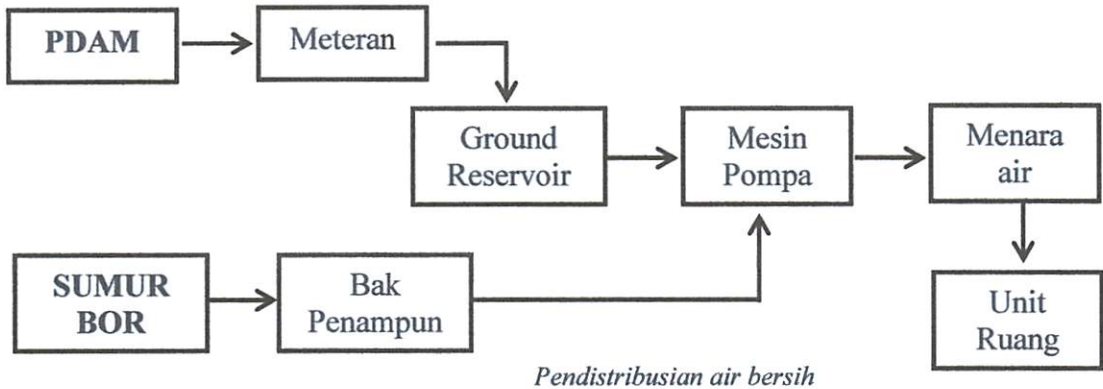 PDAM
Meteran
Ground
Reservoir
Mesin
Pompa
Menara
air
SUMUR
BOR
Bak
Penampun
Unit
Ruang
Pendistribusian air bersih